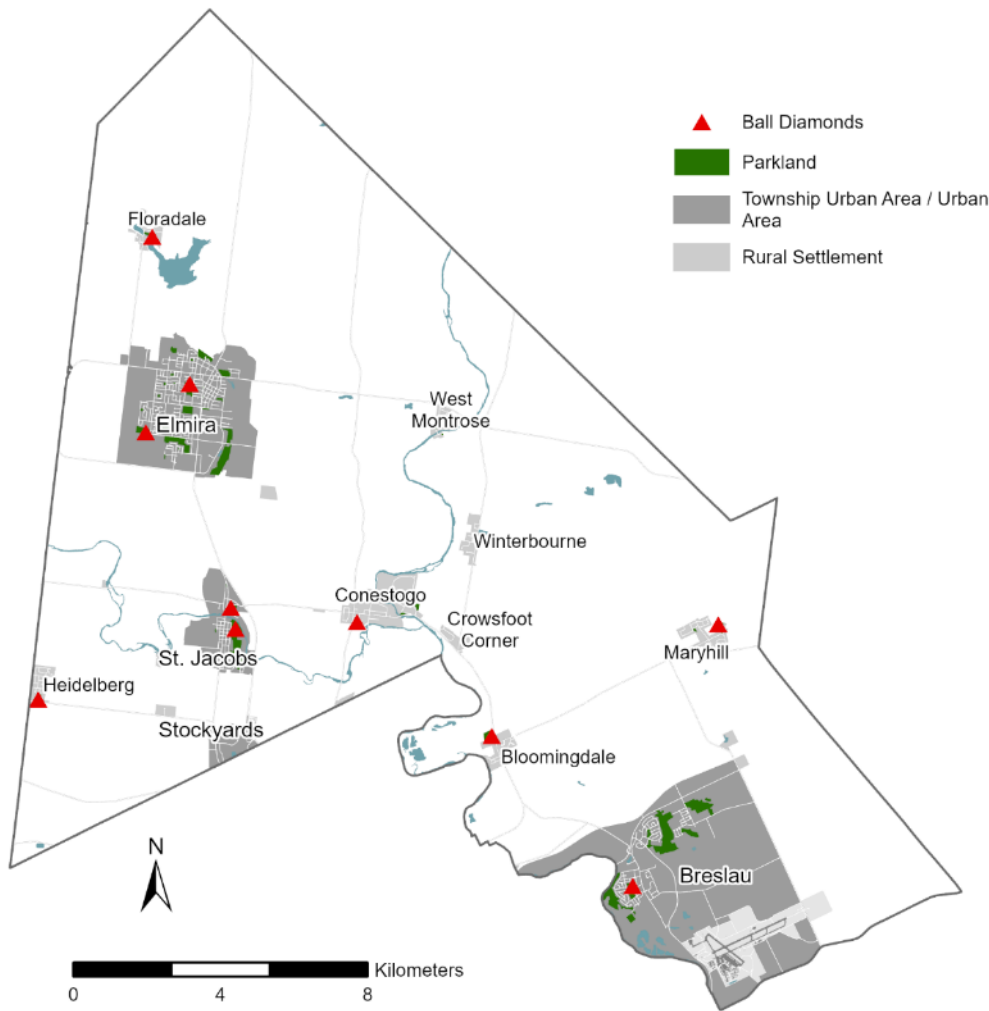 Ball Diamonds
Parkland
Township Urban Area / Urban
Area
Rural Settlement
Floradale
West
Montrose
Elmira
Winterbourne
Conestogo
Crowsfoot
Corner
St. Jacobs
Maryhill
Heidelberg
Stockyards
Bloomingdale
Breslau
N
Kilometers
0 4 8